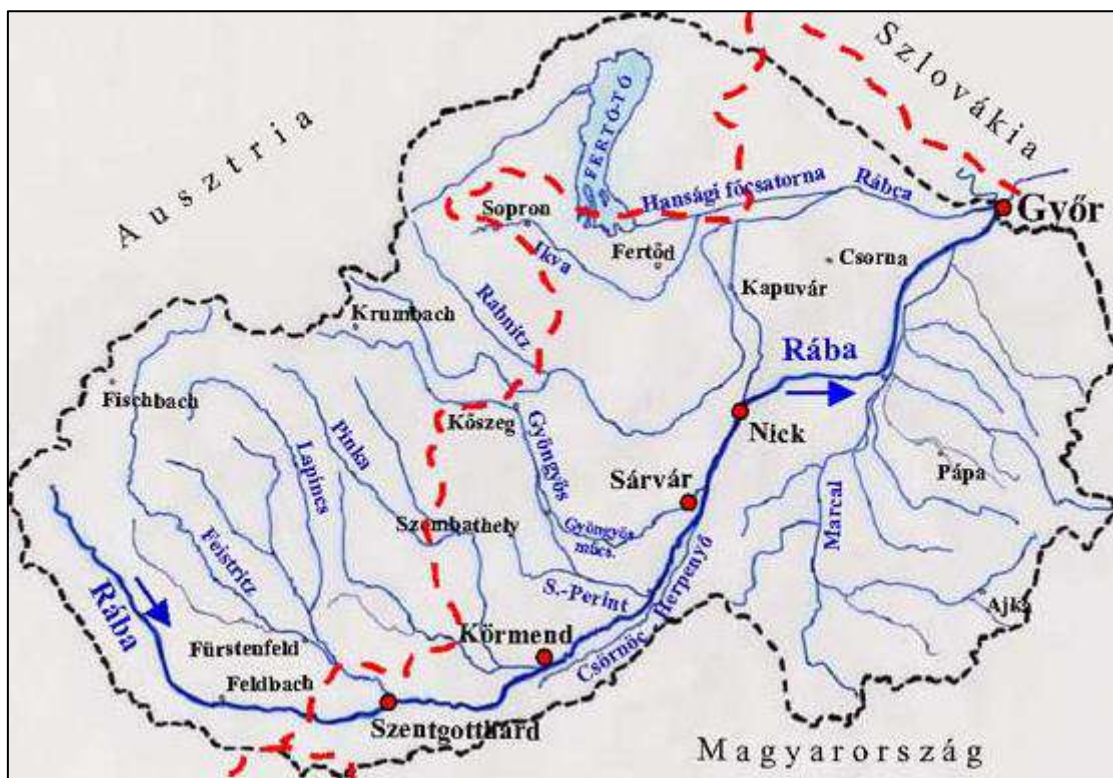 Szlovákia
Ausztria
FERTŐ-TÓ
Hansági főcsatorna
Rábca
Győr
Sopron
Ikva
Fertőd
Csorna
Kapuvár
Rabnitz
Krumbach
Rába
Fischbach
Kőszeg
Nick
Gyöngyös
Pinka
Lapincs
Sárvár
Pápa
Marcal
Szombathely
Gyöngyös
műcs.
Feistritz
S.-Perint
Herpenyő
Csörnöc
Ajka
Rába
Körmend
Fürstenfeld
Feldbach
Szentgotthárd
Magyarország